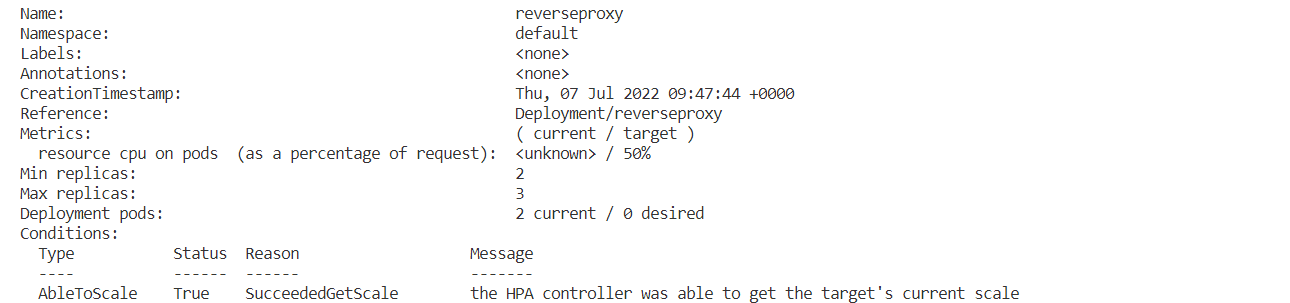 Name: reverseproxy
Namespace: default
Labels: <none>
Annotations: <none>
CreationTimestamp: Thu, 07 Jul 2022 09:47:44 +0000
Reference: Deployment/reverseproxy
Metrics: ( current / target )
resource cpu on pods (as a percentage of request): <unknown> / 50%
Min replicas: 2
Max replicas: 3
Deployment pods: 2 current / 0 desired
Conditions:
Type Status Reason Message
---- ------ ------ -------
AbleToScale True SucceededGetScale the HPA controller was able to get the target's current scale